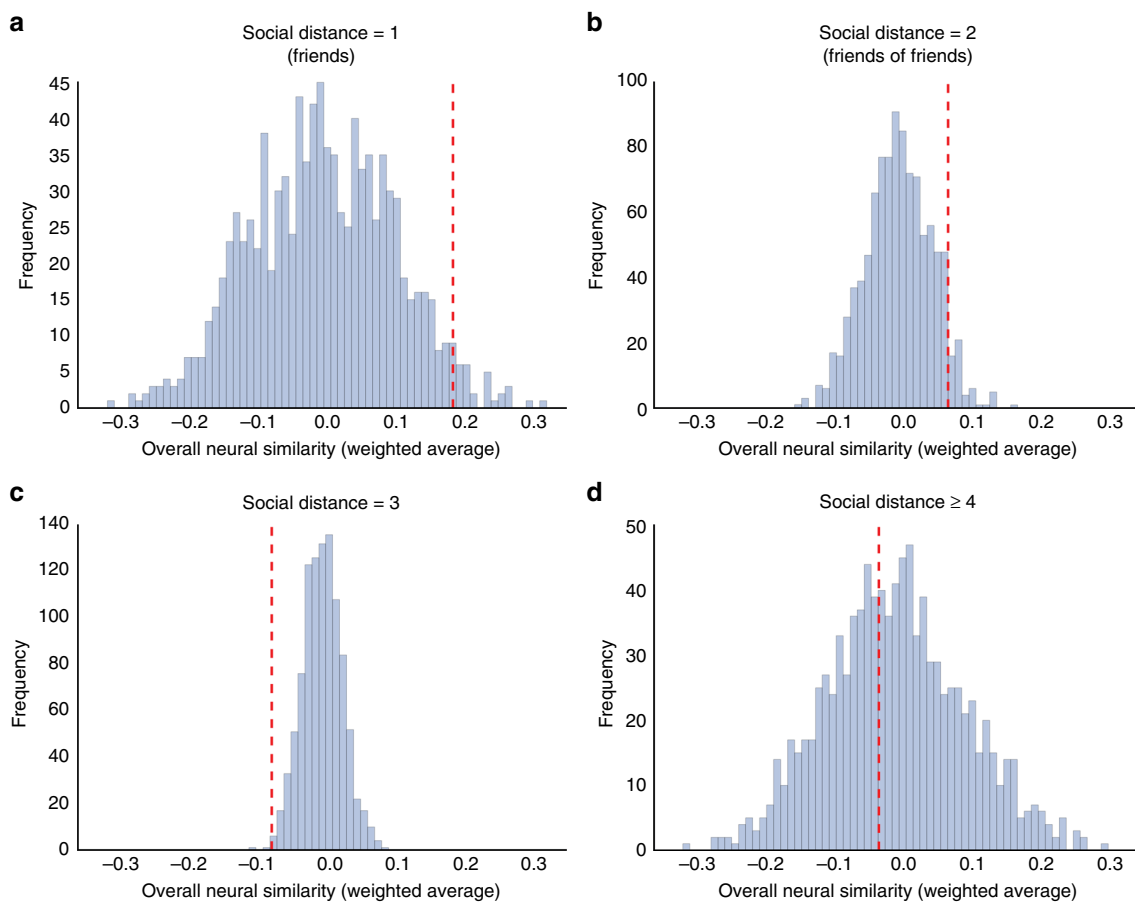 a
Social distance = 1
(friends)
45
40
35
30
25
20
15
10
5
0
Frequency
–0.3 –0.2 –0.1 0.0 0.1 0.2 0.3
Overall neural similarity (weighted average)
b
Social distance = 2
(friends of friends)
100
80
60
40
20
0
Frequency
–0.3 –0.2 –0.1 0.0 0.1 0.2 0.3
Overall neural similarity (weighted average)
c
Social distance = 3
140
120
100
80
60
40
20
0
Frequency
–0.3 –0.2 –0.1 0.0 0.1 0.2 0.3
Overall neural similarity (weighted average)
d
Social distance ≥ 4
50
40
30
20
10
0
Frequency
–0.3 –0.2 –0.1 0.0 0.1 0.2 0.3
Overall neural similarity (weighted average)